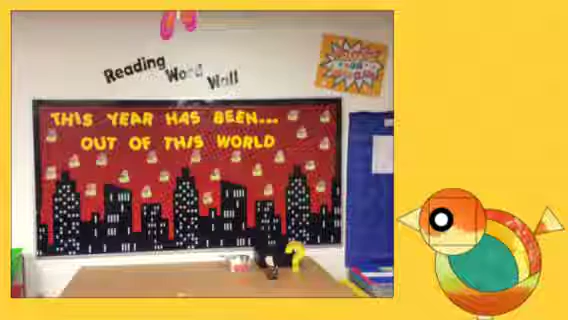 Reading Word Wall
THIS YEAR HAS BEEN...
OUT OF THIS WORLD
?